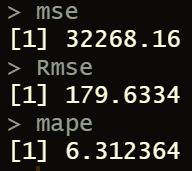 > mse
[1] 32268.16
> Rmse
[1] 179.6334
> mape
[1] 6.312364